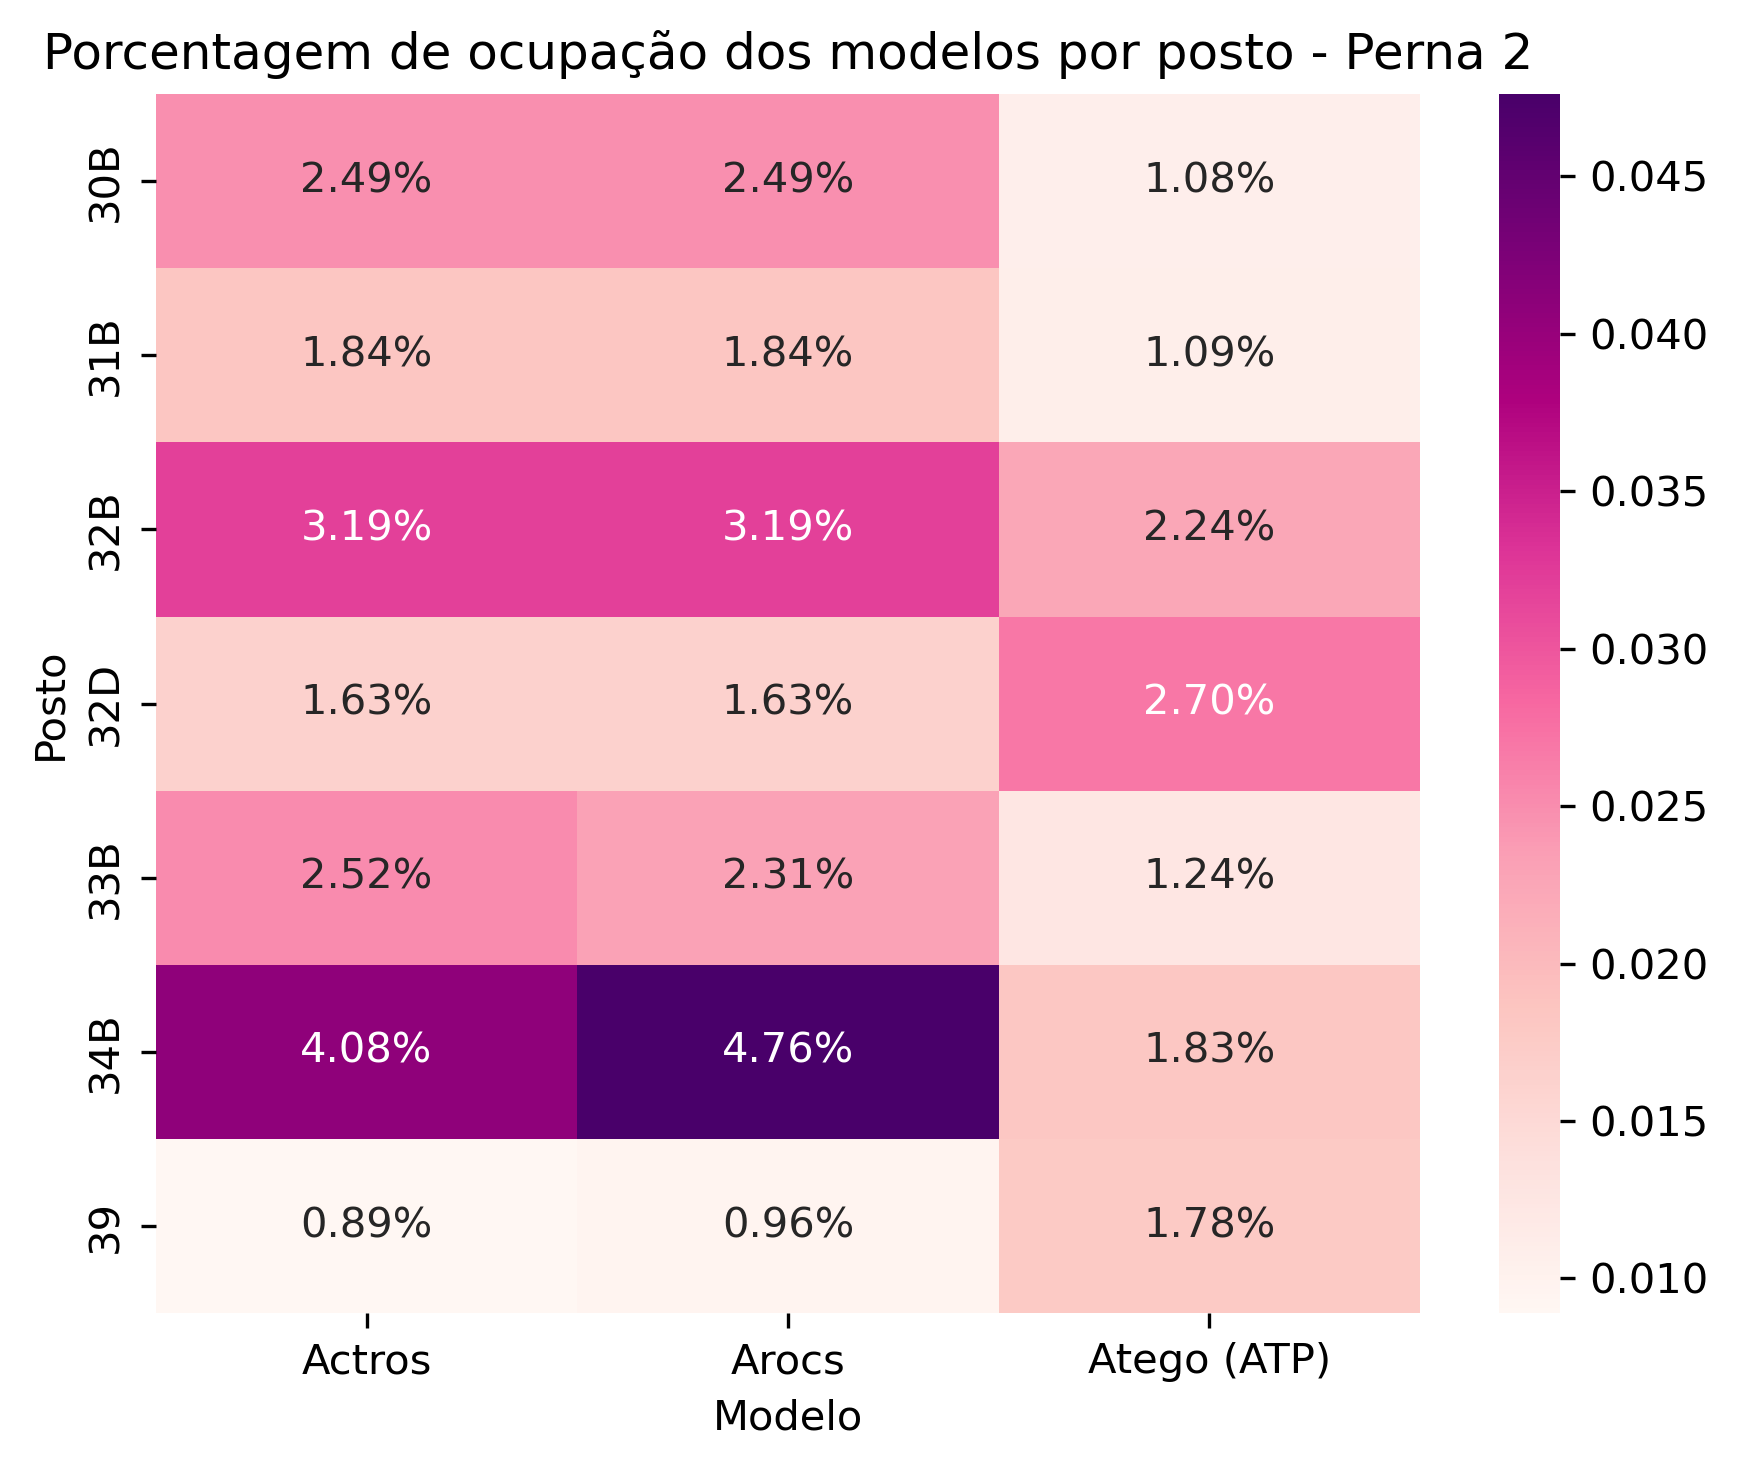 Porcentagem de ocupação dos modelos por posto - Perna 2
Posto
30B 2.49% 2.49% 1.08%
31B 1.84% 1.84% 1.09%
32B 3.19% 3.19% 2.24%
32D 1.63% 1.63% 2.70%
33B 2.52% 2.31% 1.24%
34B 4.08% 4.76% 1.83%
39 0.89% 0.96% 1.78%
Actros Arocs Atego (ATP)
Modelo
0.045
0.040
0.035
0.030
0.025
0.020
0.015
0.010